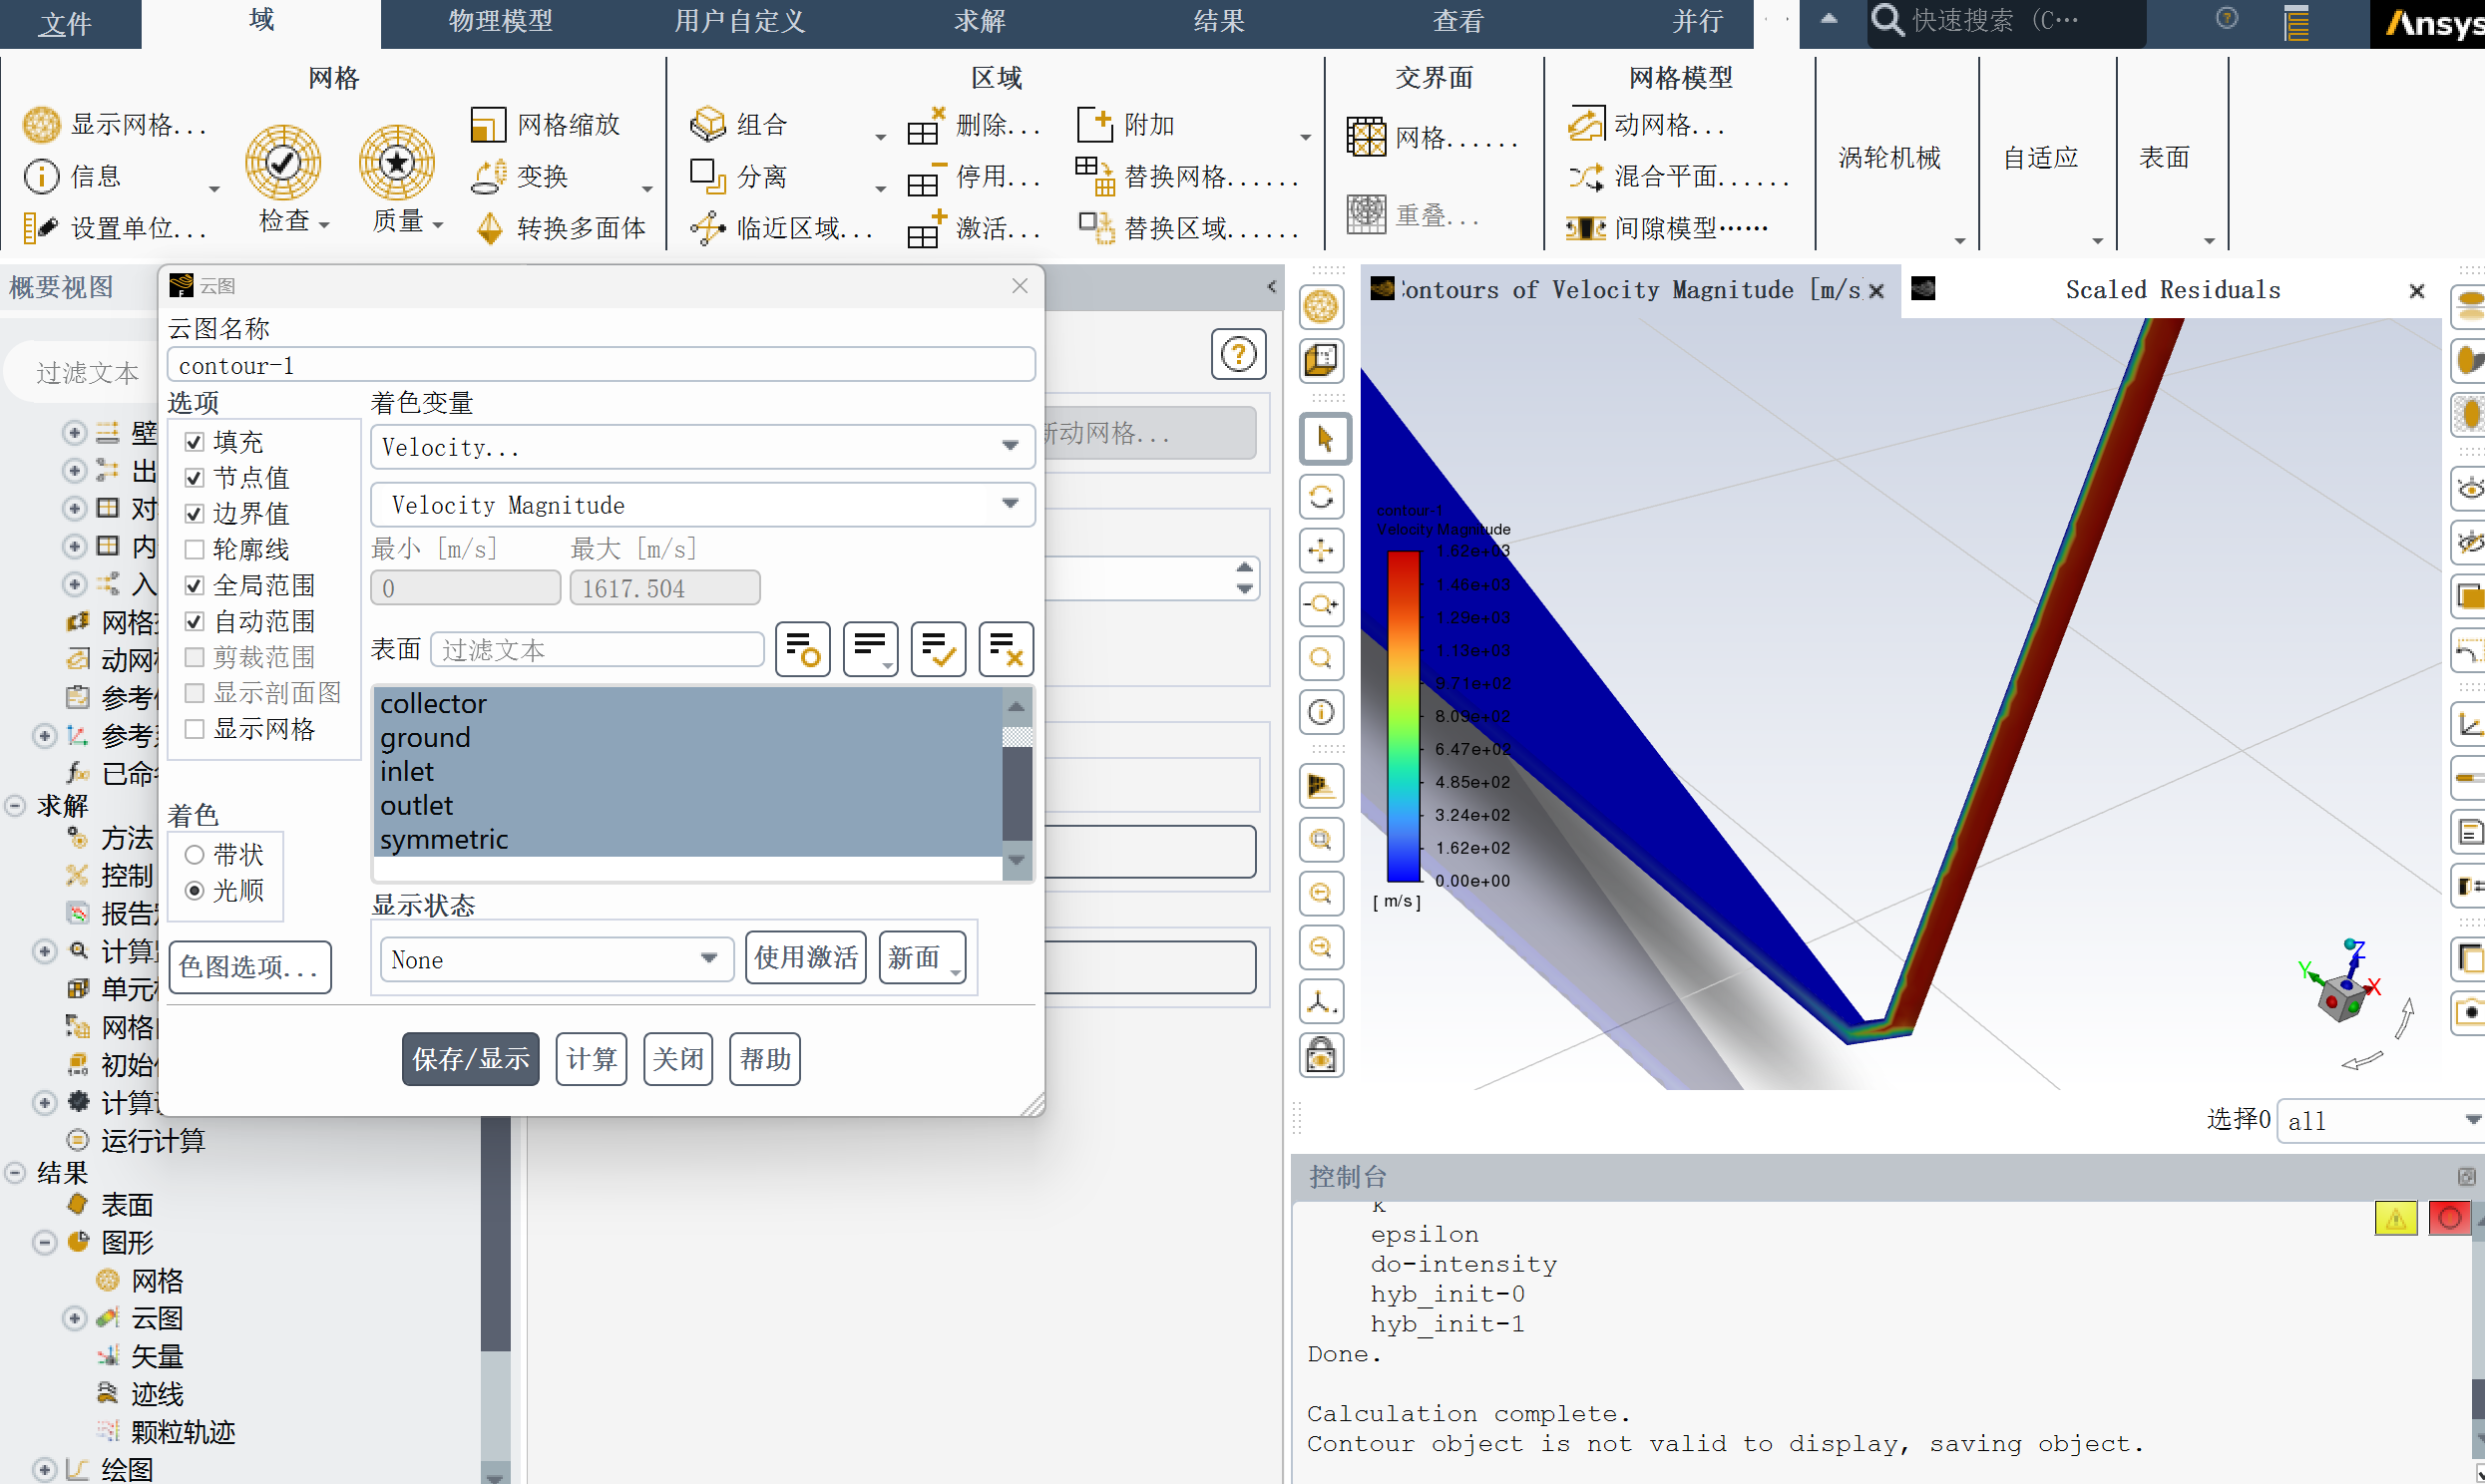 文件
域
物理模型
用户自定义
求解
结果
查看
并行
快速搜索 (C…
Ansys
网格
区域
交界面
网格模型
显示网格...
信息
设置单位...
检查
质量
网格缩放
变换
转换多面体
组合
分离
临近区域...
删除...
停用...
激活...
附加
替换网格......
替换区域......
网格......
重叠...
动网格...
混合平面......
间隙模型……
涡轮机械
自适应
表面
概要视图
过滤文本
壁
出
对
内
入
网格
动网
参考
参考
已命
求解
方法
控制
报告
计算
单元
网格
初始
计算
运行计算
结果
表面
图形
网格
云图
矢量
迹线
颗粒轨迹
绘图
云图
云图名称
contour-1
选项
填充
节点值
边界值
轮廓线
全局范围
自动范围
剪裁范围
显示剖面图
显示网格
着色变量
Velocity...
Velocity Magnitude
最小 [m/s]
最大 [m/s]
0
1617.504
表面
过滤文本
collector
ground
inlet
outlet
symmetric
着色
带状
光顺
色图选项...
显示状态
None
使用激活
新面
保存/显示
计算
关闭
帮助
新动网格...
Contours of Velocity Magnitude [m/s
Scaled Residuals
contour-1
Velocity Magnitude
1.62e+03
1.46e+03
1.29e+03
1.13e+03
9.71e+02
8.09e+02
6.47e+02
4.85e+02
3.24e+02
1.62e+02
0.00e+00
[ m/s ]
Z
Y
X
选择0
all
控制台
k
epsilon
do-intensity
hyb_init-0
hyb_init-1
Done.
Calculation complete.
Contour object is not valid to display, saving object.